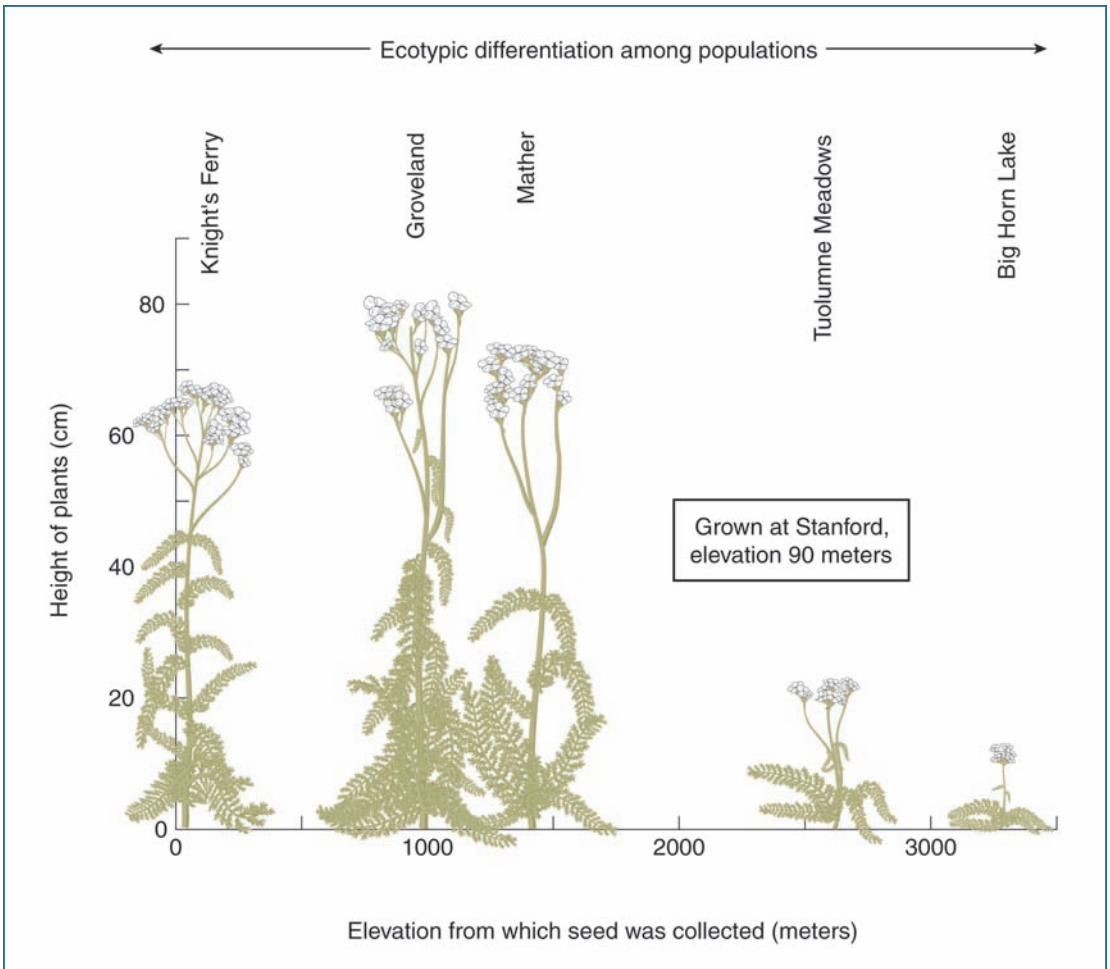 Ecotypic differentiation among populations
Knight's Ferry
Groveland
Mather
Tuolumne Meadows
Big Horn Lake
80
60
40
20
0
Height of plants (cm)
Grown at Stanford,
elevation 90 meters
0
1000
2000
3000
Elevation from which seed was collected (meters)